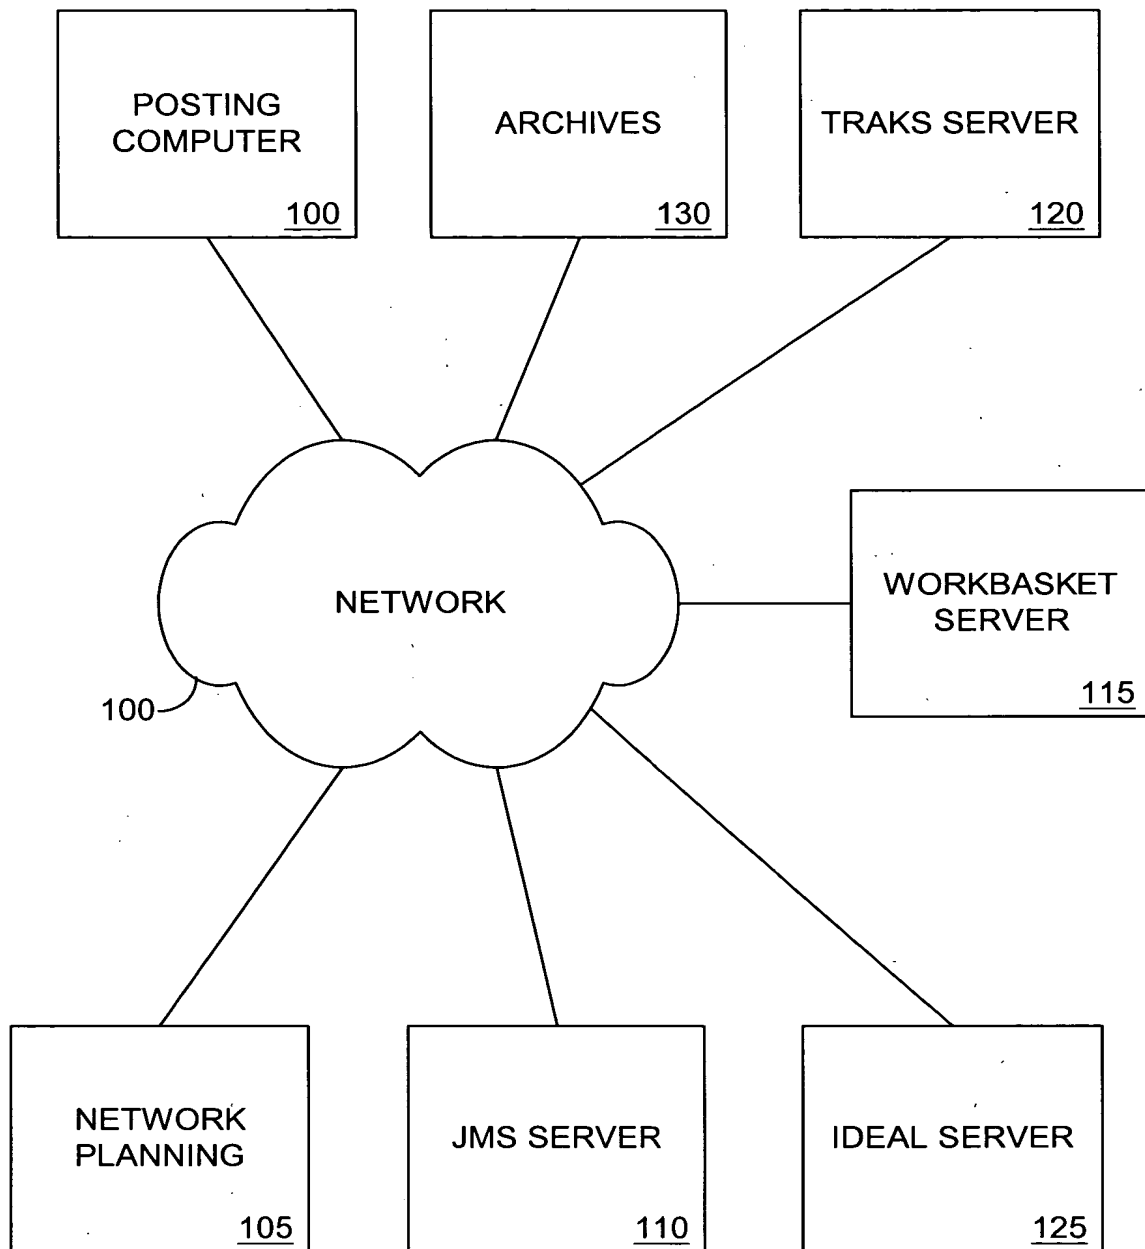 POSTING
COMPUTER
100
ARCHIVES
130
TRAKS SERVER
120
NETWORK
100
WORKBASKET
SERVER
115
NETWORK
PLANNING
105
JMS SERVER
110
IDEAL SERVER
125